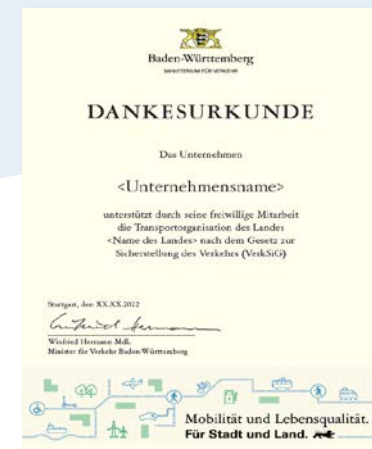 Baden-Württemberg
MINISTERIUM FÜR VERKEHR
DANKESURKUNDE
Das Unternehmen
<Unternehmensname>
unterstützt durch seine freiwillige Mitarbeit
die Transportorganisation des Landes
<Name des Landes> nach dem Gesetz zur
Sicherstellung des Verkehrs (VerkSiG)
Stuttgart, den XX.XX.2022
Winfried Hermann MdL
Minister für Verkehr Baden-Württemberg
Mobilität und Lebensqualität.
Für Stadt und Land.